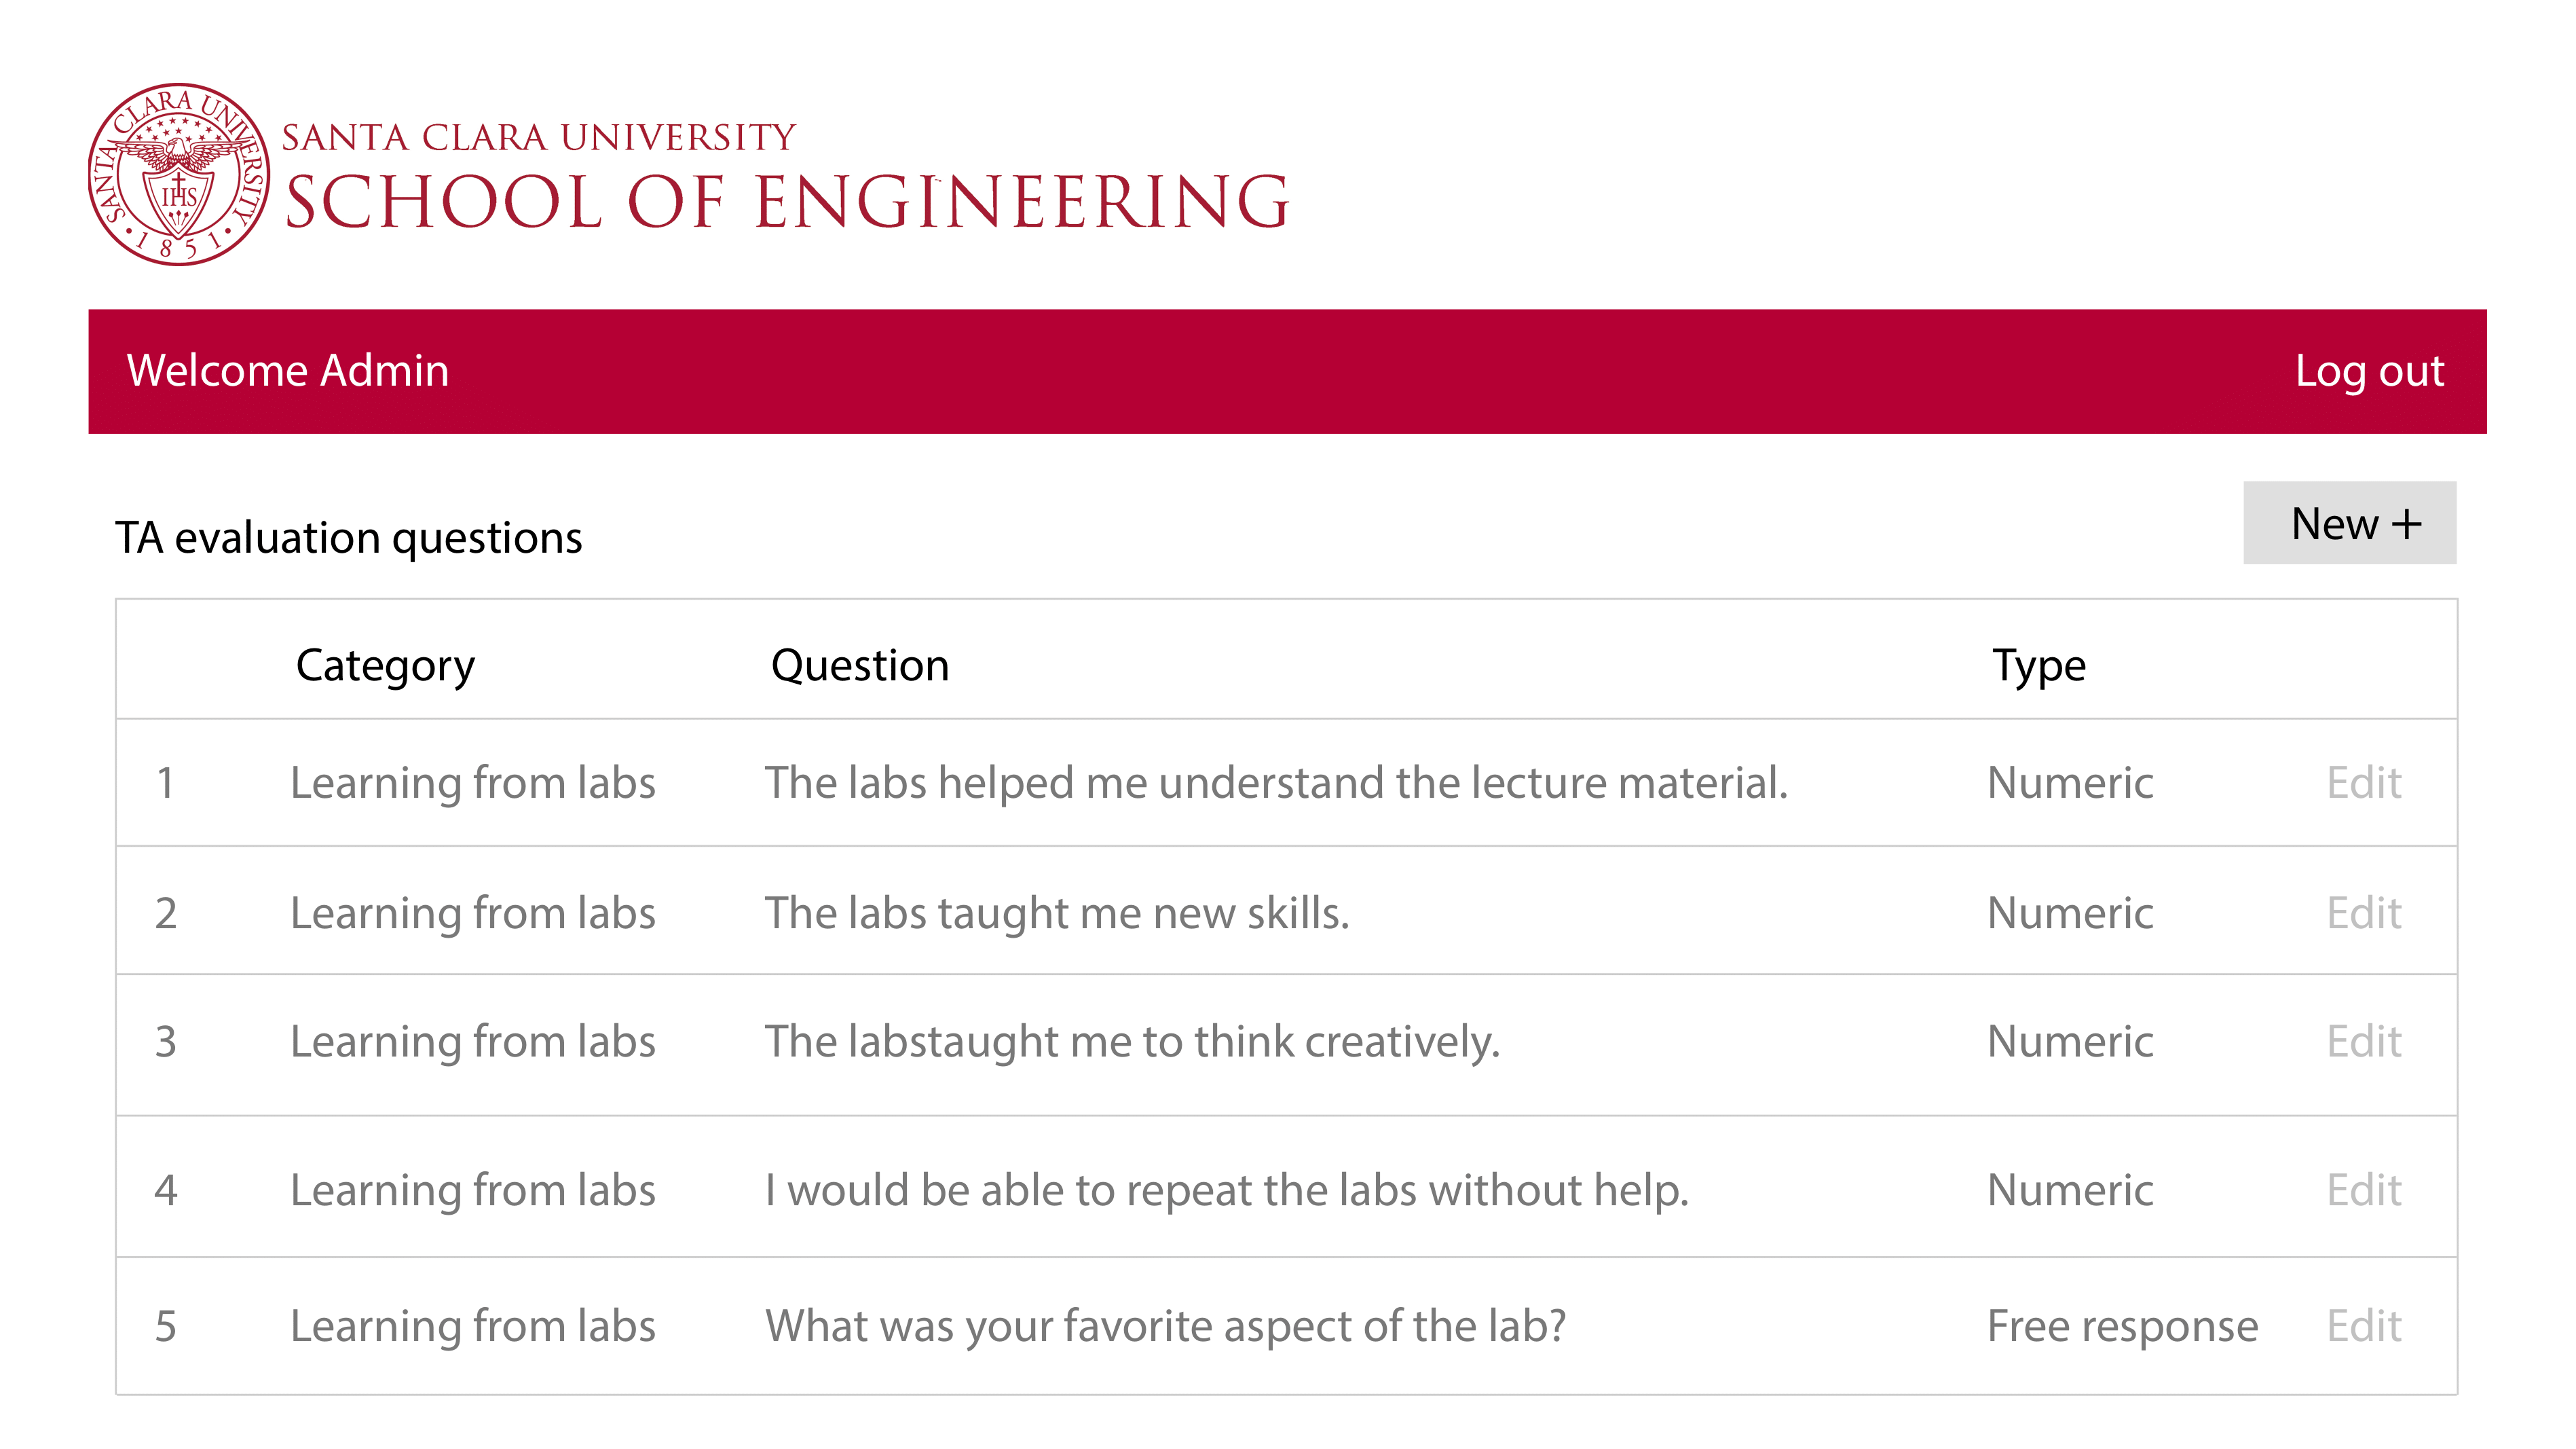 SANTA CLARA UNIVERSITY
• 1851 •
IHS
SANTA CLARA UNIVERSITY
SCHOOL OF ENGINEERING
Welcome Admin Log out
TA evaluation questions New +
Category Question Type
1 Learning from labs The labs helped me understand the lecture material. Numeric Edit
2 Learning from labs The labs taught me new skills. Numeric Edit
3 Learning from labs The labstaught me to think creatively. Numeric Edit
4 Learning from labs I would be able to repeat the labs without help. Numeric Edit
5 Learning from labs What was your favorite aspect of the lab? Free response Edit